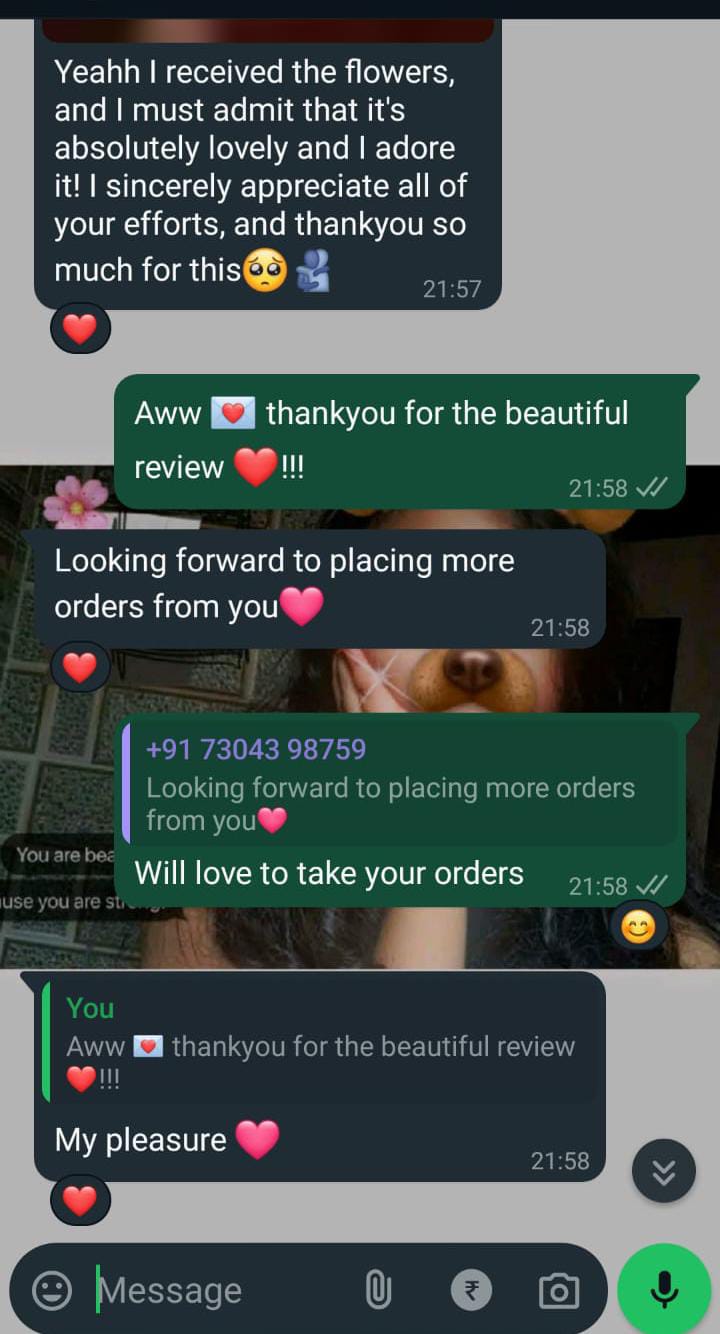 Yeahh I received the flowers,
and I must admit that it's
absolutely lovely and I adore
it! I sincerely appreciate all of
your efforts, and thankyou so
much for this🥺🫂
21:57
❤️
Aww 💌 thankyou for the beautiful
review ❤️!!!
21:58
Looking forward to placing more
orders from you🩷
21:58
❤️
+91 73043 98759
Looking forward to placing more orders
from you🩷
You are
Will love to take your orders
21:58
use you are
😊
You
Aww 💌 thankyou for the beautiful review
❤️!!!
My pleasure 🩷
21:58
❤️
Message